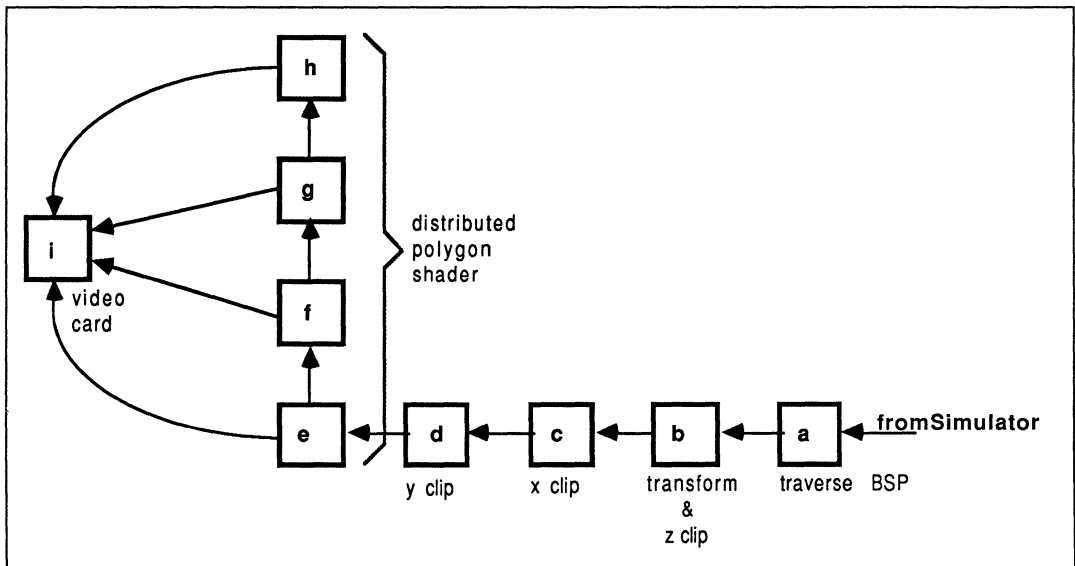 h
g
distributed
polygon
shader
i
video
card
f
fromSimulator
e
d
c
b
a
y clip
x clip
transform
&
z clip
traverse BSP